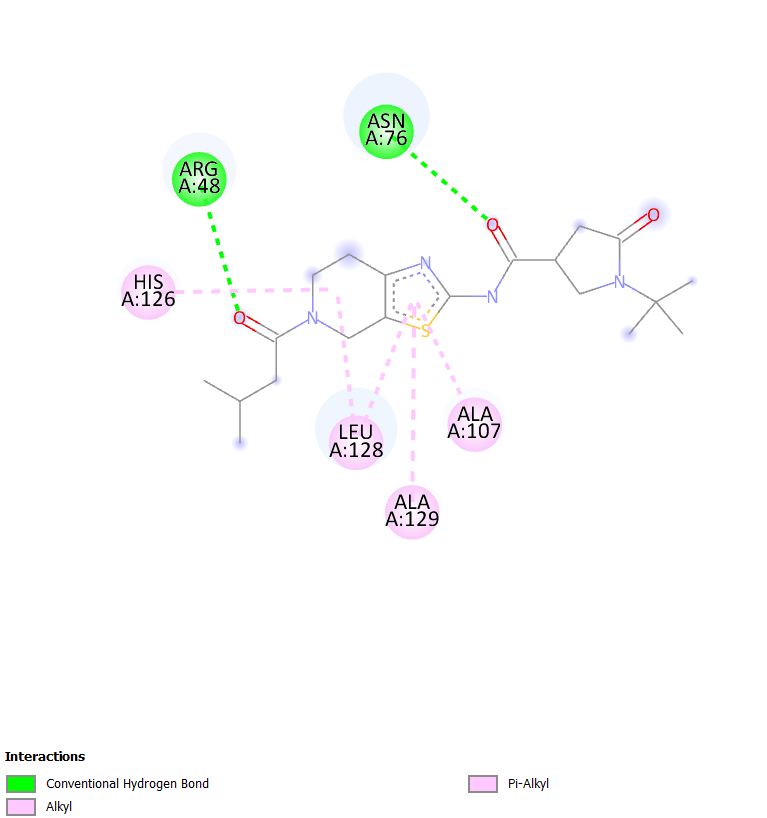 ASN
A:76
ARG
A:48
O
O
N
HIS
A:126
N
N
O
N
S
LEU
A:128
ALA
A:107
ALA
A:129
Interactions
Conventional Hydrogen Bond
Pi-Alkyl
Alkyl